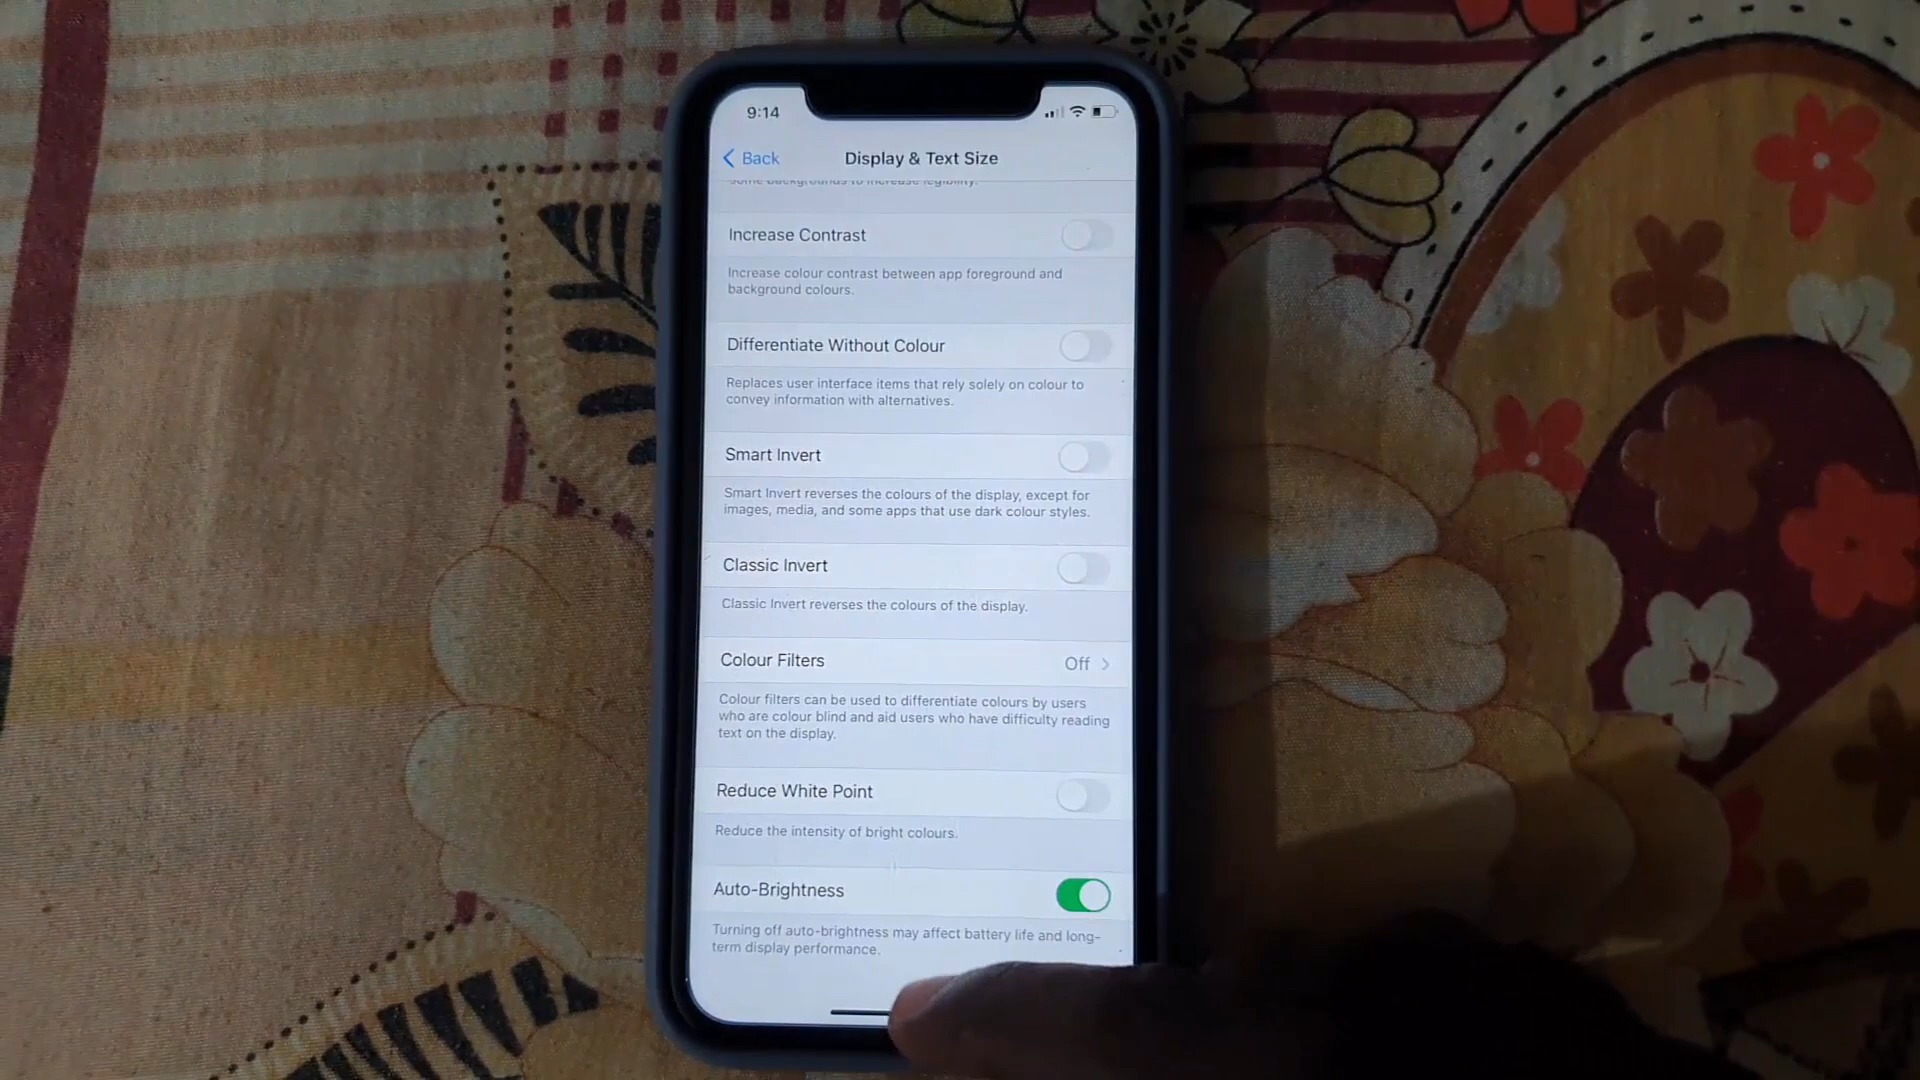 9:14
Back
Display & Text Size
some backgrounds to increase legibility.
Increase Contrast
Increase colour contrast between app foreground and
background colours.
Differentiate Without Colour
Replaces user interface items that rely solely on colour to
convey information with alternatives.
Smart Invert
Smart Invert reverses the colours of the display, except for
images, media, and some apps that use dark colour styles.
Classic Invert
Classic Invert reverses the colours of the display.
Colour Filters
Off
Colour filters can be used to differentiate colours by users
who are colour blind and aid users who have difficulty reading
text on the display.
Reduce White Point
Reduce the intensity of bright colours.
Auto-Brightness
Turning off auto-brightness may affect battery life and long-
term display performance.